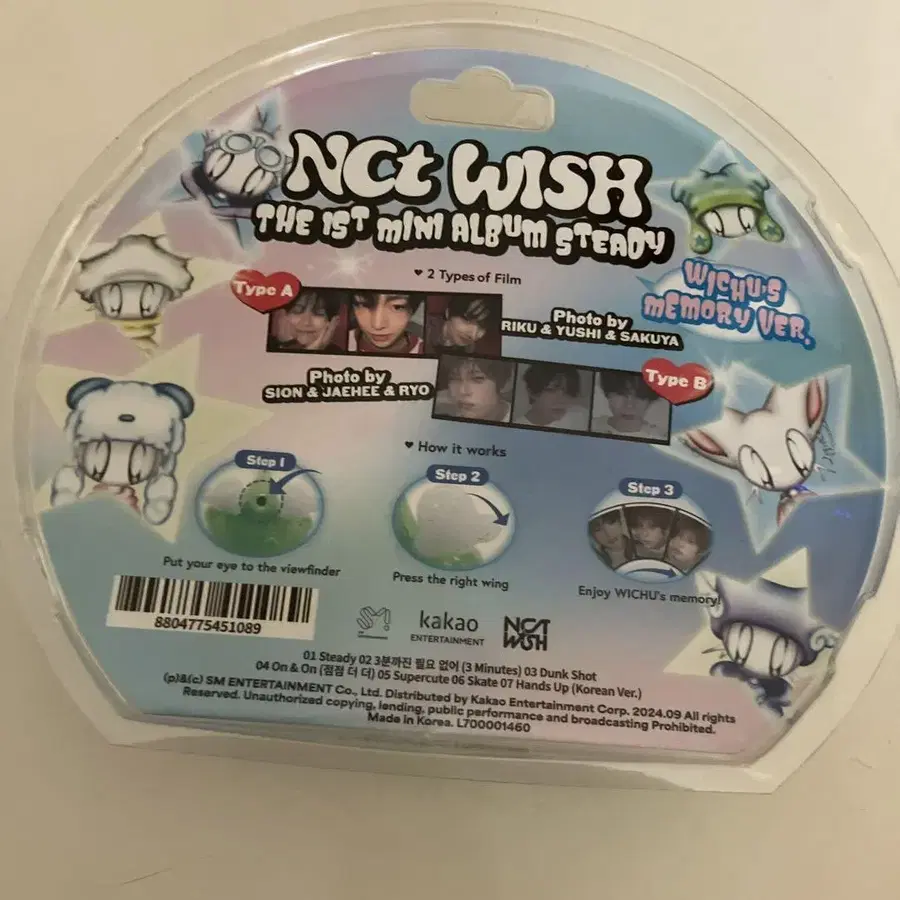 NCT WISH
THE 1ST MINI ALBUM STEADY
♥ 2 Types of Film
WICHU'S
MEMORY VER.
Type A
Photo by
RIKU & YUSHI & SAKUYA
Photo by
SION & JAEHEE & RYO
Type B
♥ How it works
Step 1
Step 2
Step 3
Put your eye to the viewfinder
Press the right wing
Enjoy WICHU's memory!
8804775451089
SM
kakao
ENTERTAINMENT
NCT
WISH
01 Steady 02 3분까진 필요 없어 (3 Minutes) 03 Dunk Shot
04 On & On (점점 더 더) 05 Supercute 06 Skate 07 Hands Up (Korean Ver.)
(p)&(c) SM ENTERTAINMENT Co., Ltd. Distributed by Kakao Entertainment Corp. 2024.09 All rights
Reserved. Unauthorized copying, lending, public performance and broadcasting Prohibited.
Made in Korea. L700001460